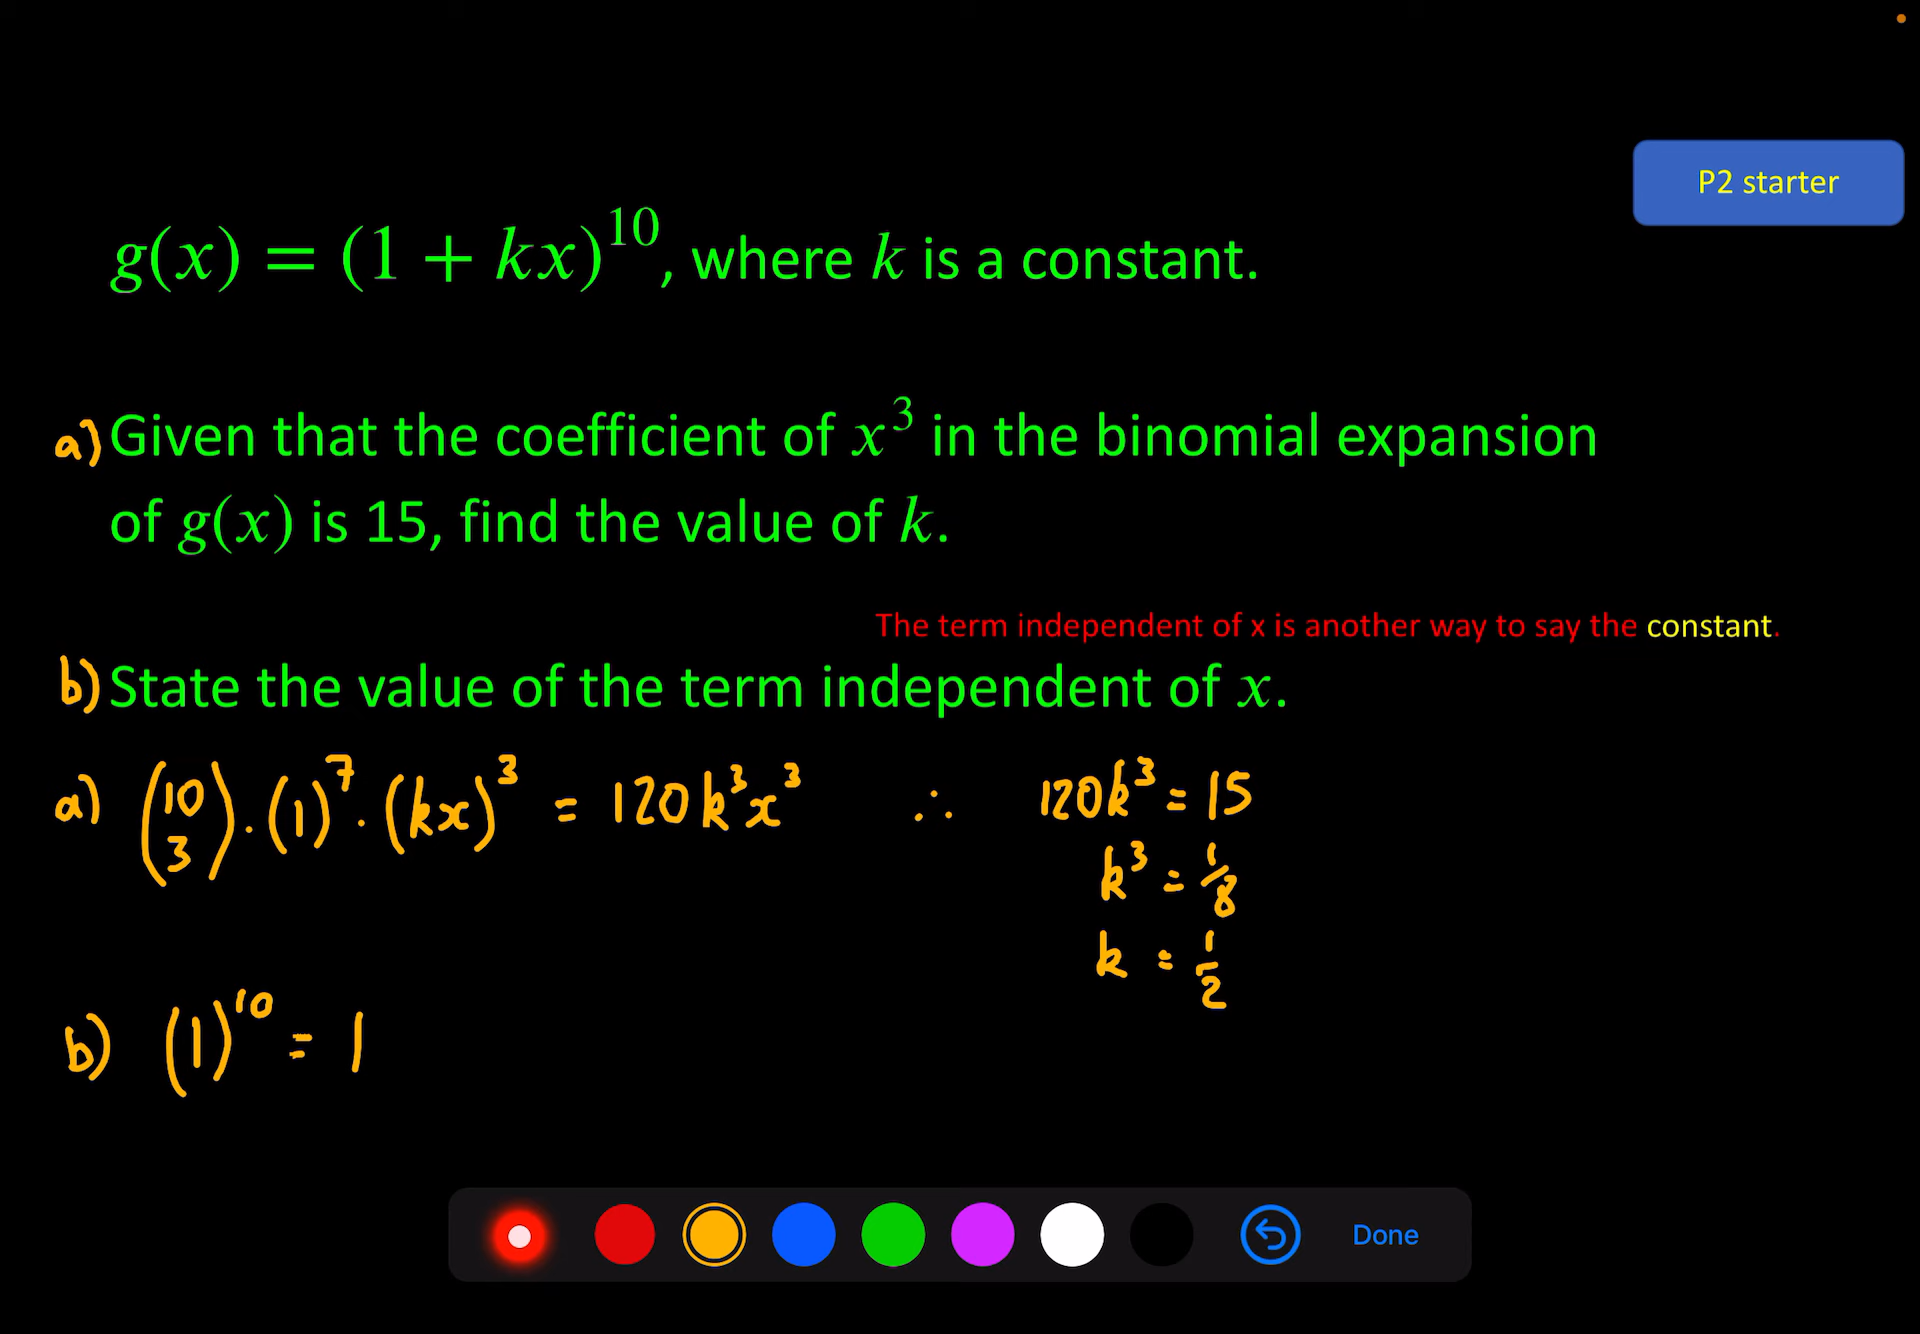 P2 starter
g(x) = (1 + kx)^10, where k is a constant.
a) Given that the coefficient of x^3 in the binomial expansion
of g(x) is 15, find the value of k.
The term independent of x is another way to say the constant.
b) State the value of the term independent of x.
a) (10 3) · (1)^7 · (kx)^3 = 120k^3x^3 ∴ 120k^3 = 15
k^3 = 1/8
k = 1/2
b) (1)^10 = 1
Done